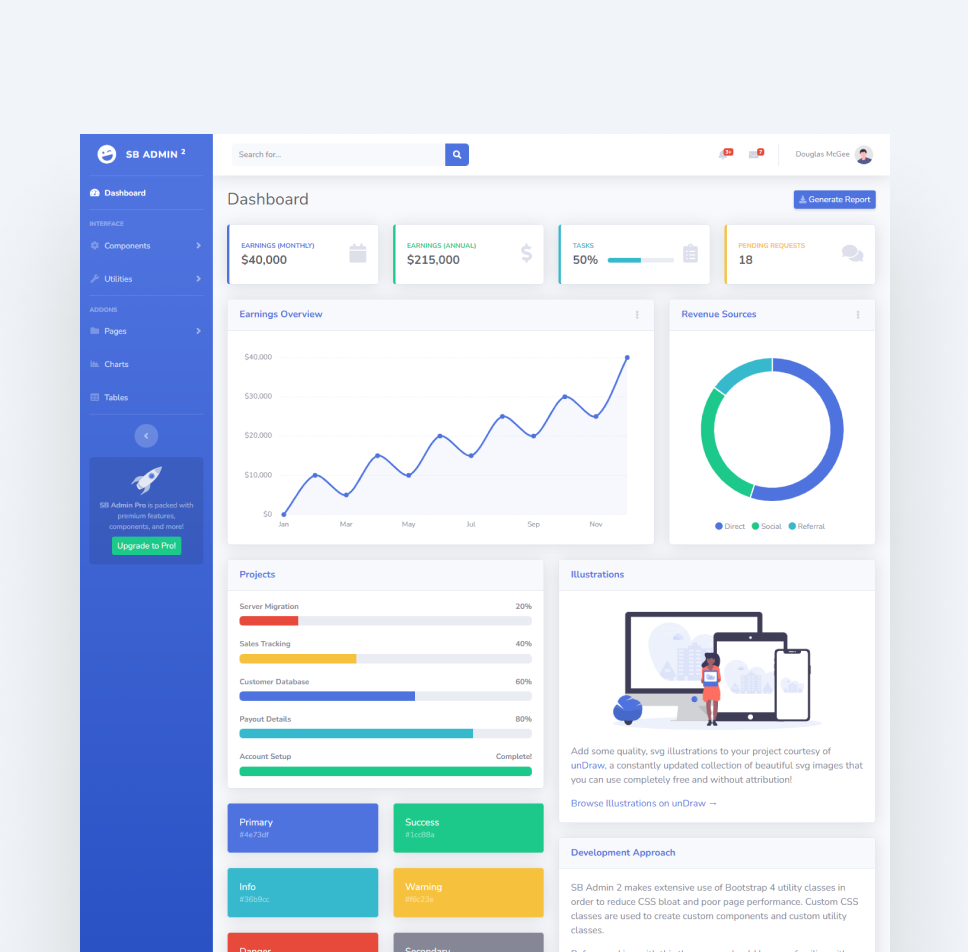 SB ADMIN 2
Search for...
3+
7
Douglas McGee
Dashboard
INTERFACE
Components
Utilities
ADDONS
Pages
Charts
Tables
SB Admin Pro is packed with
premium features,
components, and more!
Upgrade to Pro!
Dashboard
Generate Report
EARNINGS (MONTHLY)
$40,000
EARNINGS (ANNUAL)
$215,000
TASKS
50%
PENDING REQUESTS
18
Earnings Overview
$40,000
$30,000
$20,000
$10,000
$0
Jan Mar May Jul Sep Nov
Revenue Sources
Direct Social Referral
Projects
Server Migration 20%
Sales Tracking 40%
Customer Database 60%
Payout Details 80%
Account Setup Complete!
Primary
#4e73df
Success
#1cc88a
Info
#36b9cc
Warning
#f6c23e
Danger
Secondary
Illustrations
Add some quality, svg illustrations to your project courtesy of
unDraw, a constantly updated collection of beautiful svg images that
you can use completely free and without attribution!
Browse Illustrations on unDraw →
Development Approach
SB Admin 2 makes extensive use of Bootstrap 4 utility classes in
order to reduce CSS bloat and poor page performance. Custom CSS
classes are used to create custom components and custom utility
classes.